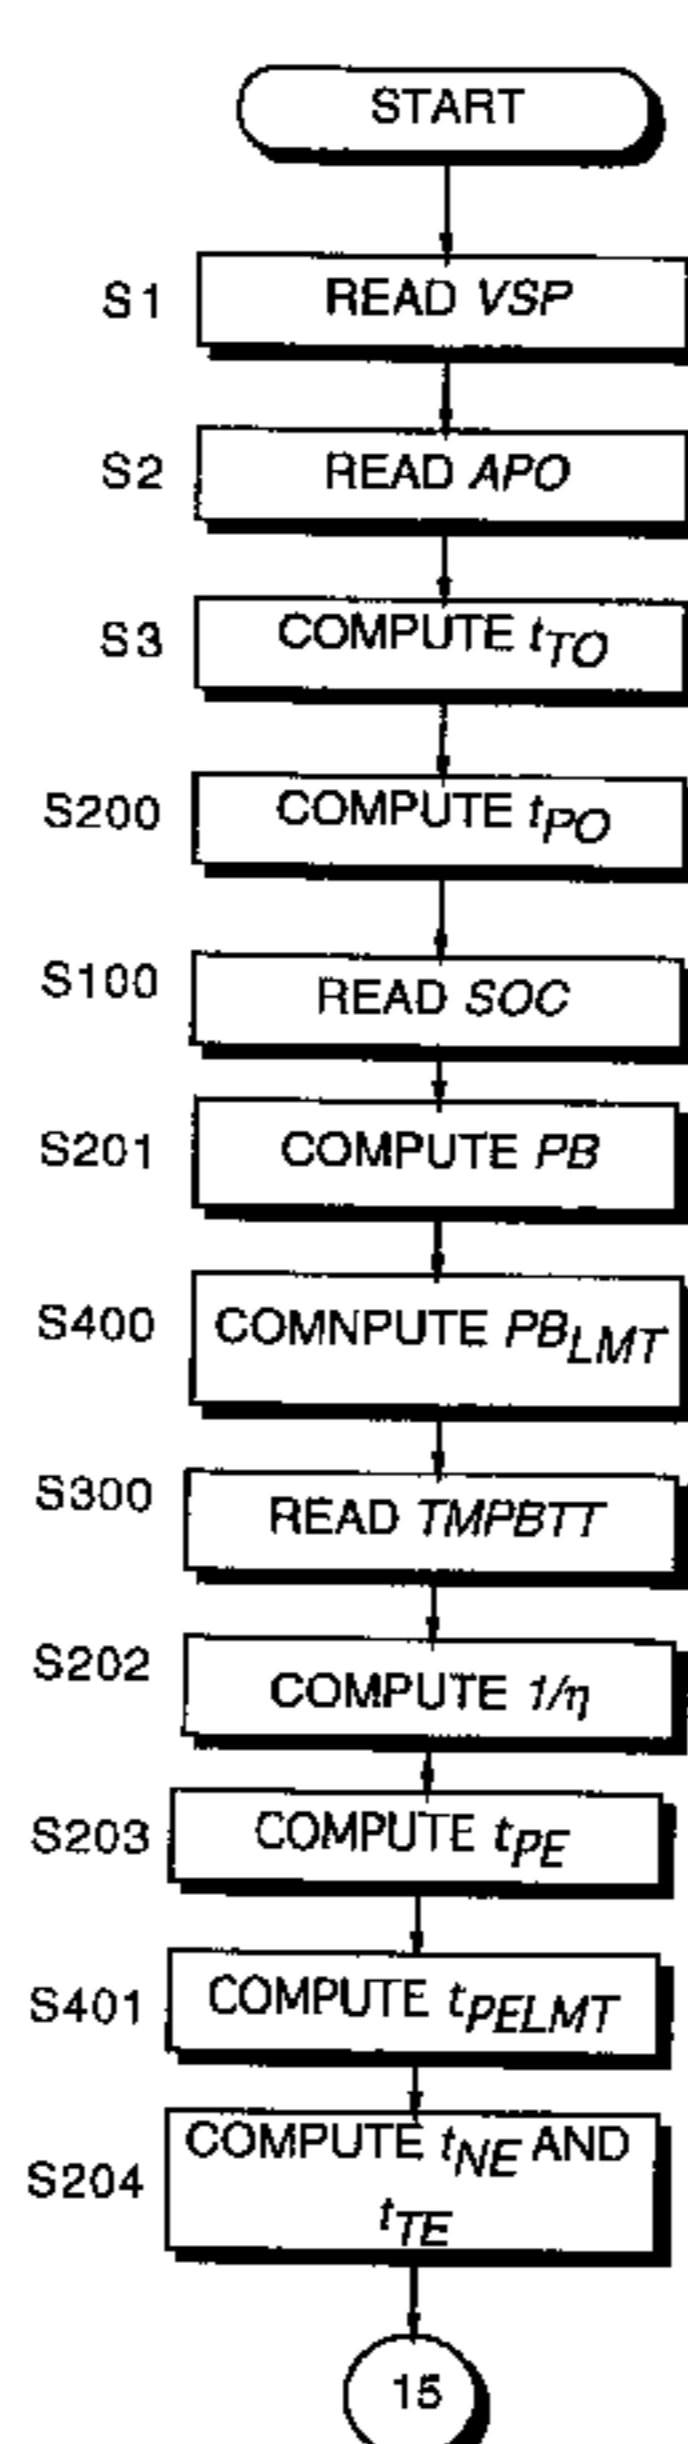 START
S1 READ VSP
S2 READ APO
S3 COMPUTE tTO
S200 COMPUTE tPO
S100 READ SOC
S201 COMPUTE PB
S400 COMNPUTE PBLMT
S300 READ TMPBTT
S202 COMPUTE 1/η
S203 COMPUTE tPE
S401 COMPUTE tPELMT
S204 COMPUTE tNE AND
tTE
15